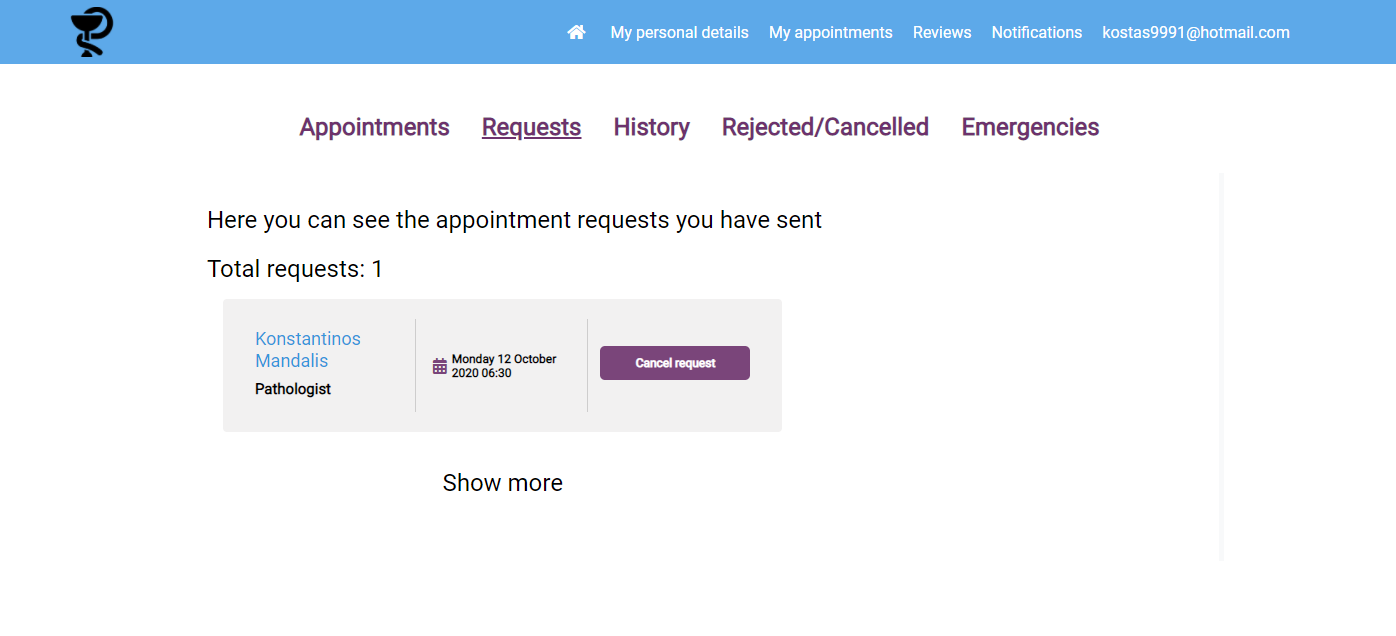 My personal details My appointments Reviews Notifications kostas9991@hotmail.com
Appointments Requests History Rejected/Cancelled Emergencies
Here you can see the appointment requests you have sent
Total requests: 1
Konstantinos
Mandalis
Pathologist
Monday 12 October
2020 06:30
Cancel request
Show more